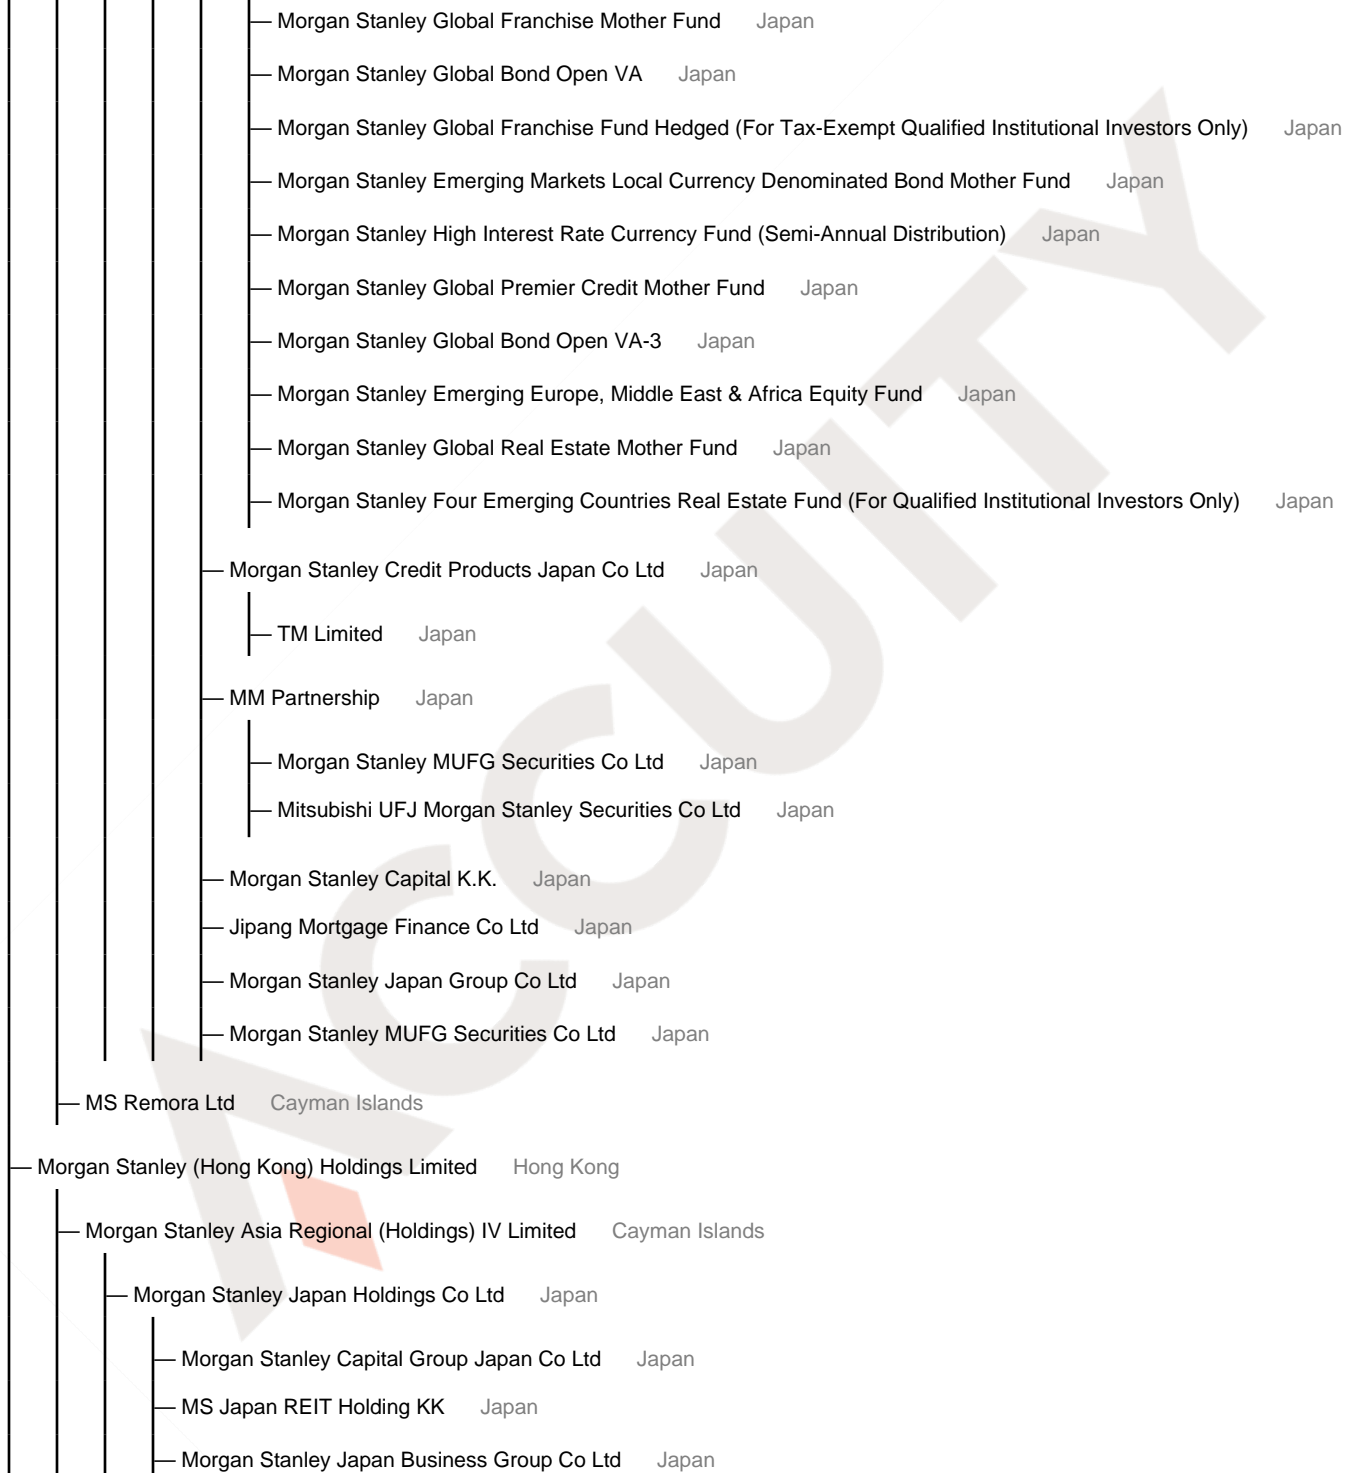 Morgan Stanley Global Franchise Mother Fund Japan
Morgan Stanley Global Bond Open VA Japan
Morgan Stanley Global Franchise Fund Hedged (For Tax-Exempt Qualified Institutional Investors Only) Japan
Morgan Stanley Emerging Markets Local Currency Denominated Bond Mother Fund Japan
Morgan Stanley High Interest Rate Currency Fund (Semi-Annual Distribution) Japan
Morgan Stanley Global Premier Credit Mother Fund Japan
Morgan Stanley Global Bond Open VA-3 Japan
Morgan Stanley Emerging Europe, Middle East & Africa Equity Fund Japan
Morgan Stanley Global Real Estate Mother Fund Japan
Morgan Stanley Four Emerging Countries Real Estate Fund (For Qualified Institutional Investors Only) Japan
Morgan Stanley Credit Products Japan Co Ltd Japan
TM Limited Japan
MM Partnership Japan
Morgan Stanley MUFG Securities Co Ltd Japan
Mitsubishi UFJ Morgan Stanley Securities Co Ltd Japan
Morgan Stanley Capital K.K. Japan
Jipang Mortgage Finance Co Ltd Japan
Morgan Stanley Japan Group Co Ltd Japan
Morgan Stanley MUFG Securities Co Ltd Japan
MS Remora Ltd Cayman Islands
Morgan Stanley (Hong Kong) Holdings Limited Hong Kong
Morgan Stanley Asia Regional (Holdings) IV Limited Cayman Islands
Morgan Stanley Japan Holdings Co Ltd Japan
Morgan Stanley Capital Group Japan Co Ltd Japan
MS Japan REIT Holding KK Japan
Morgan Stanley Japan Business Group Co Ltd Japan
ACCUITY